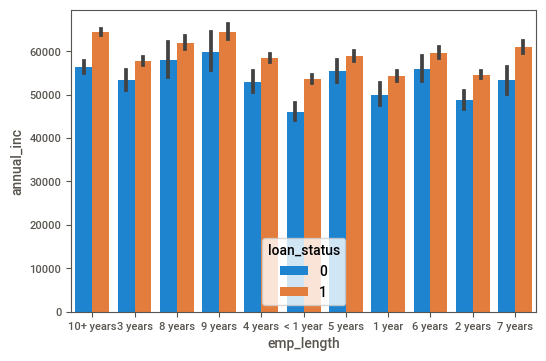 60000
50000
40000
30000
20000
10000
0
annual_inc
loan_status
0
1
10+ years 3 years 8 years 9 years 4 years < 1 year 5 years 1 year 6 years 2 years 7 years
emp_length